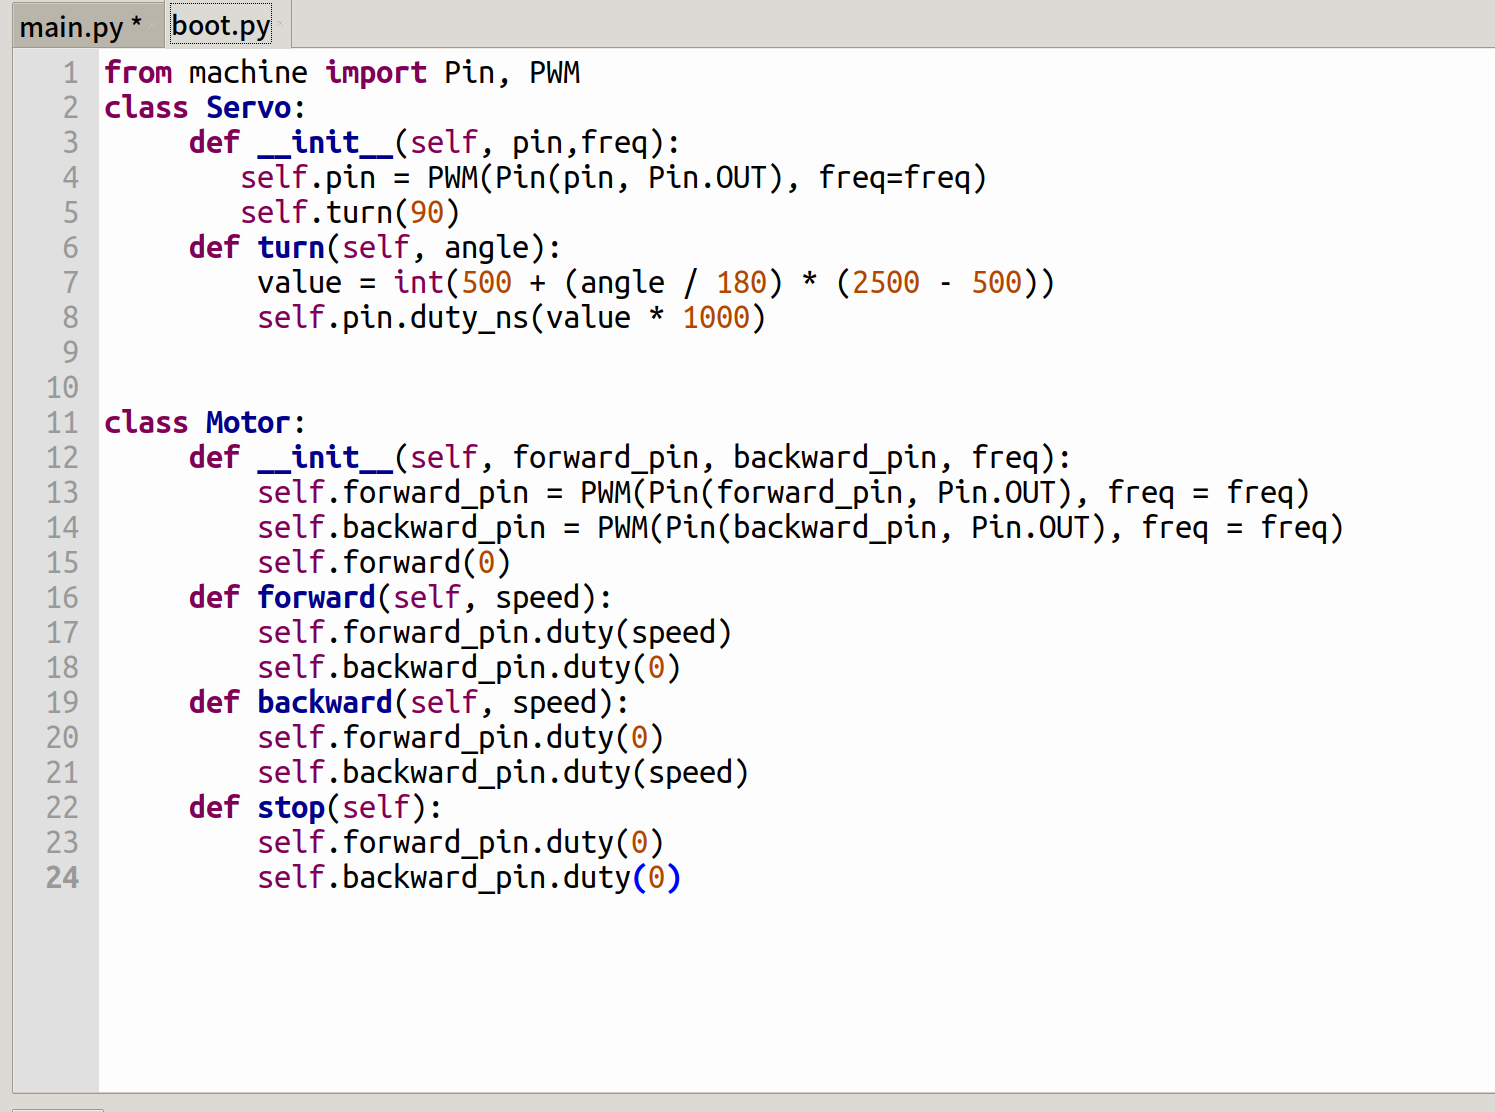 main.py *
boot.py
1 from machine import Pin, PWM
2 class Servo:
3      def __init__(self, pin,freq):
4         self.pin = PWM(Pin(pin, Pin.OUT), freq=freq)
5         self.turn(90)
6      def turn(self, angle):
7          value = int(500 + (angle / 180) * (2500 - 500))
8          self.pin.duty_ns(value * 1000)
9
10
11 class Motor:
12      def __init__(self, forward_pin, backward_pin, freq):
13          self.forward_pin = PWM(Pin(forward_pin, Pin.OUT), freq = freq)
14          self.backward_pin = PWM(Pin(backward_pin, Pin.OUT), freq = freq)
15          self.forward(0)
16      def forward(self, speed):
17          self.forward_pin.duty(speed)
18          self.backward_pin.duty(0)
19      def backward(self, speed):
20          self.forward_pin.duty(0)
21          self.backward_pin.duty(speed)
22      def stop(self):
23          self.forward_pin.duty(0)
24          self.backward_pin.duty(0)